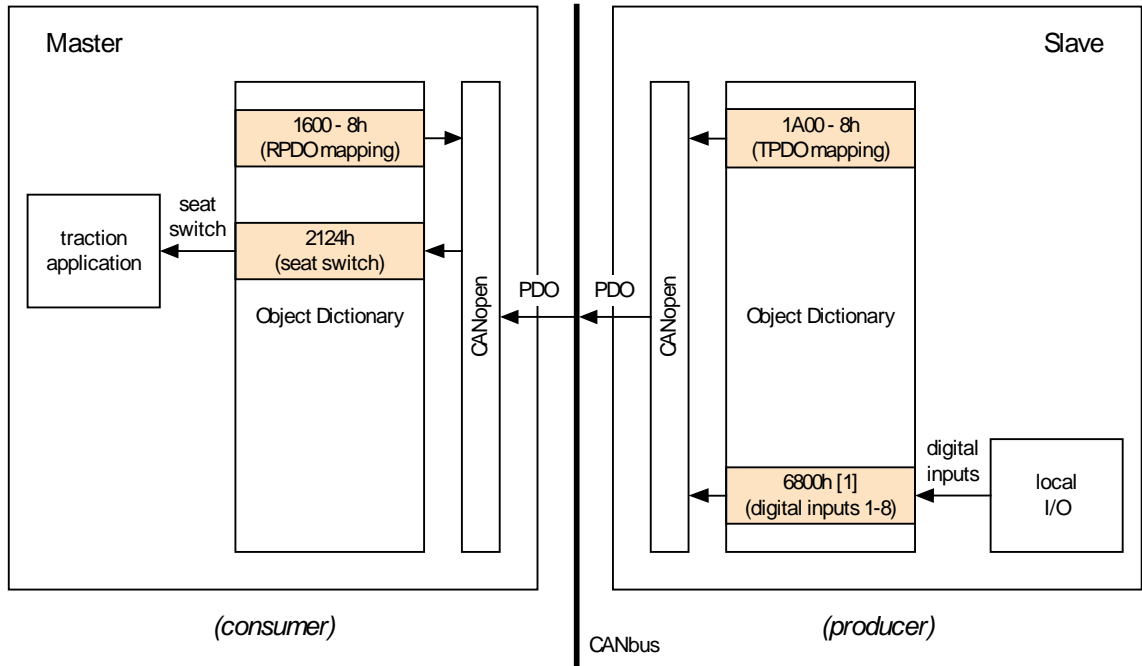 Master
1600 - 8h
(RPDO mapping)
seat
switch
traction
application
2124h
(seat switch)
Object Dictionary
CANopen
PDO
(consumer)
CANbus
Slave
PDO
CANopen
1A00 - 8h
(TPDO mapping)
Object Dictionary
6800h [1]
(digital inputs 1-8)
digital
inputs
local
I/O
(producer)